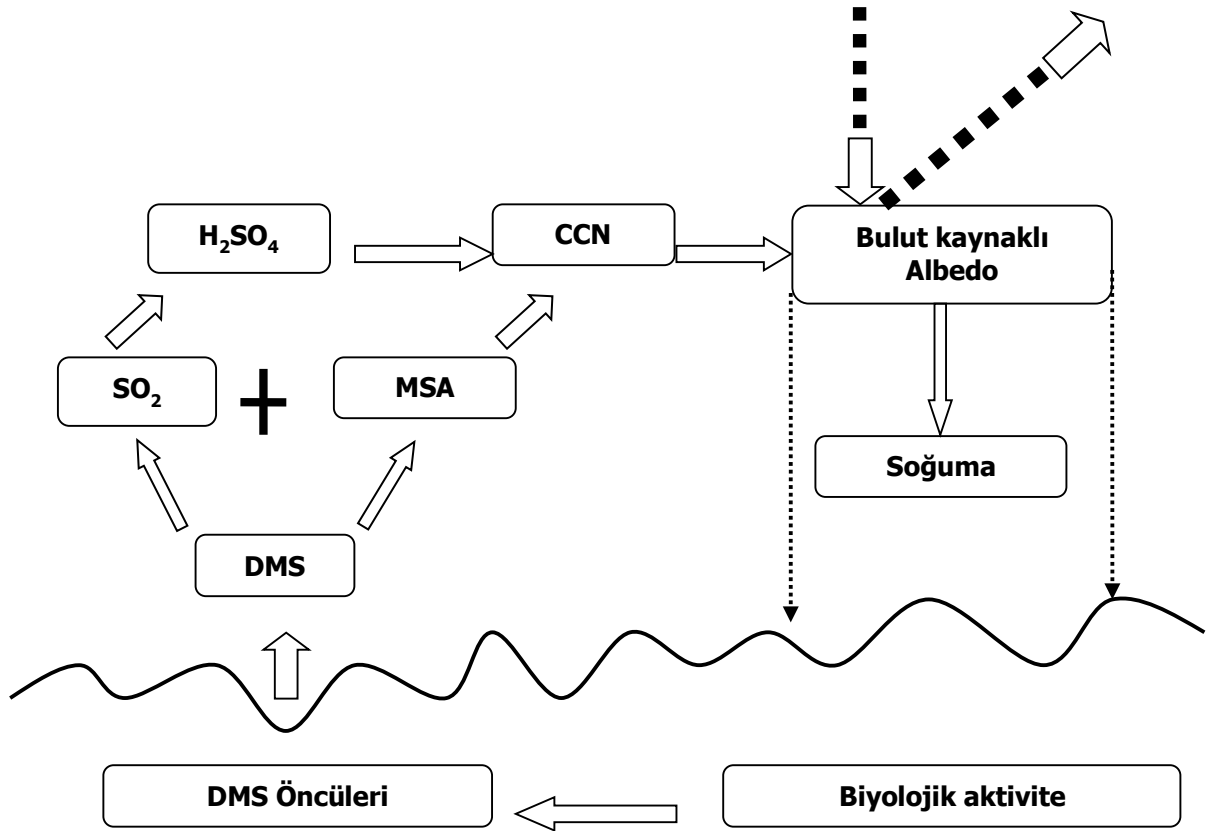 H₂SO₄
CCN
Bulut kaynaklı
Albedo
SO₂
+
MSA
Soğuma
DMS
DMS Öncüleri
Biyolojik aktivite